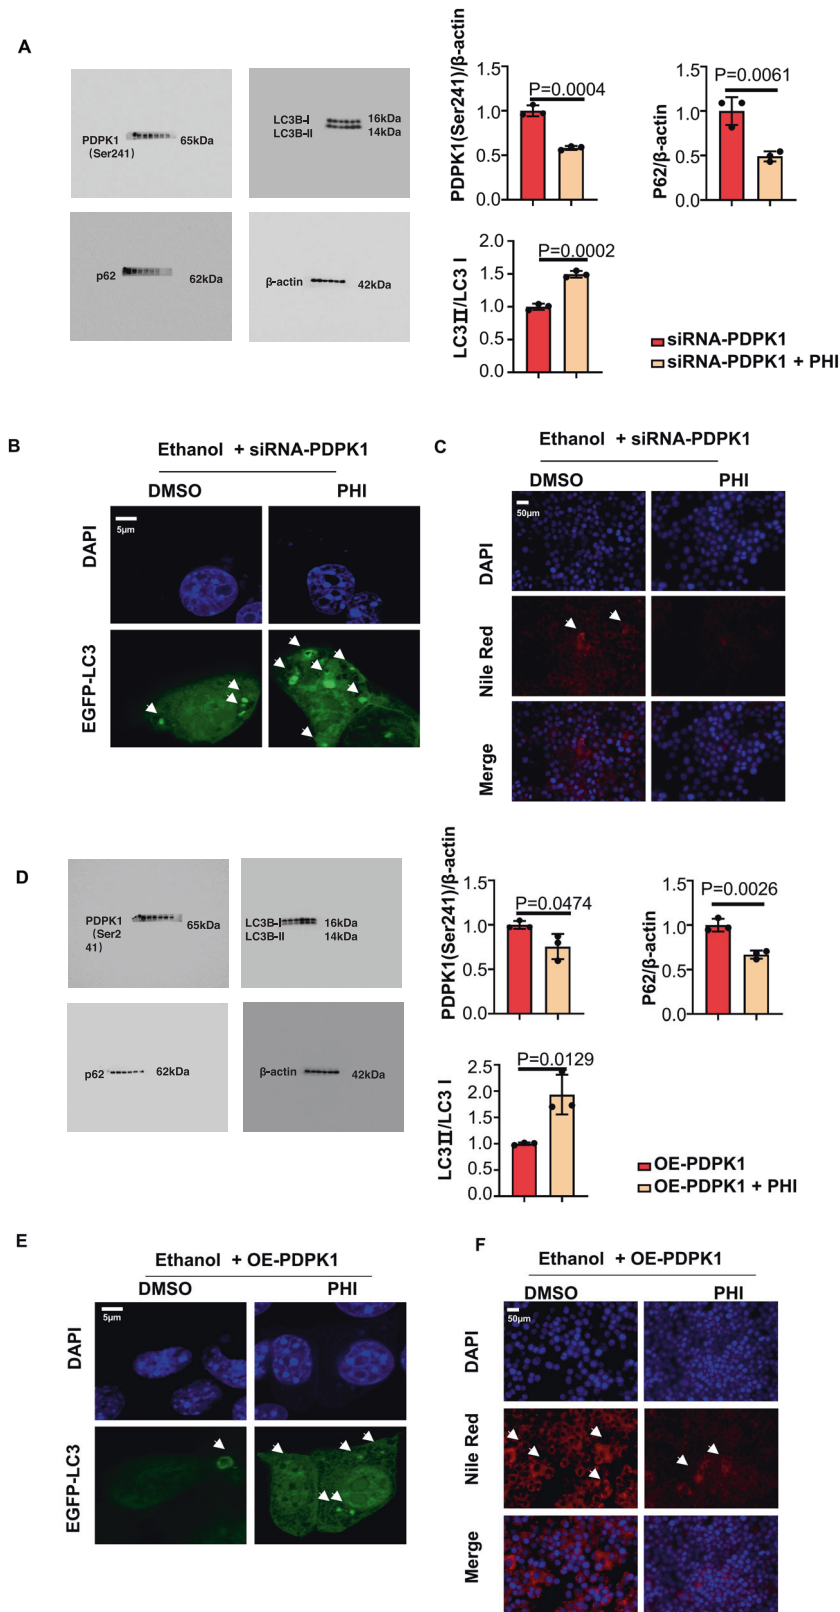 A
PDPK1
(Ser241)
65kDa
LC3B-I
LC3B-II
16kDa
14kDa
p62
62kDa
β-actin
42kDa
PDPK1(Ser241)/β-actin
1.5
1.0
0.5
0.0
P=0.0004
P62/β-actin
1.5
1.0
0.5
0.0
P=0.0061
LC3II/LC3 I
2.0
1.5
1.0
0.5
0.0
P=0.0002
siRNA-PDPK1
siRNA-PDPK1 + PHI
B
Ethanol + siRNA-PDPK1
DMSO
PHI
5μm
DAPI
EGFP-LC3
C
Ethanol + siRNA-PDPK1
DMSO
PHI
50μm
DAPI
Nile Red
Merge
D
PDPK1
(Ser2
41)
65kDa
LC3B-I
LC3B-II
16kDa
14kDa
p62
62kDa
β-actin
42kDa
PDPK1(Ser241)/β-actin
1.5
1.0
0.5
0.0
P=0.0474
P62/β-actin
1.5
1.0
0.5
0.0
P=0.0026
LC3II/LC3 I
2.5
2.0
1.5
1.0
0.5
0.0
P=0.0129
OE-PDPK1
OE-PDPK1 + PHI
E
Ethanol + OE-PDPK1
DMSO
PHI
5μm
DAPI
EGFP-LC3
F
Ethanol + OE-PDPK1
DMSO
PHI
50μm
DAPI
Nile Red
Merge